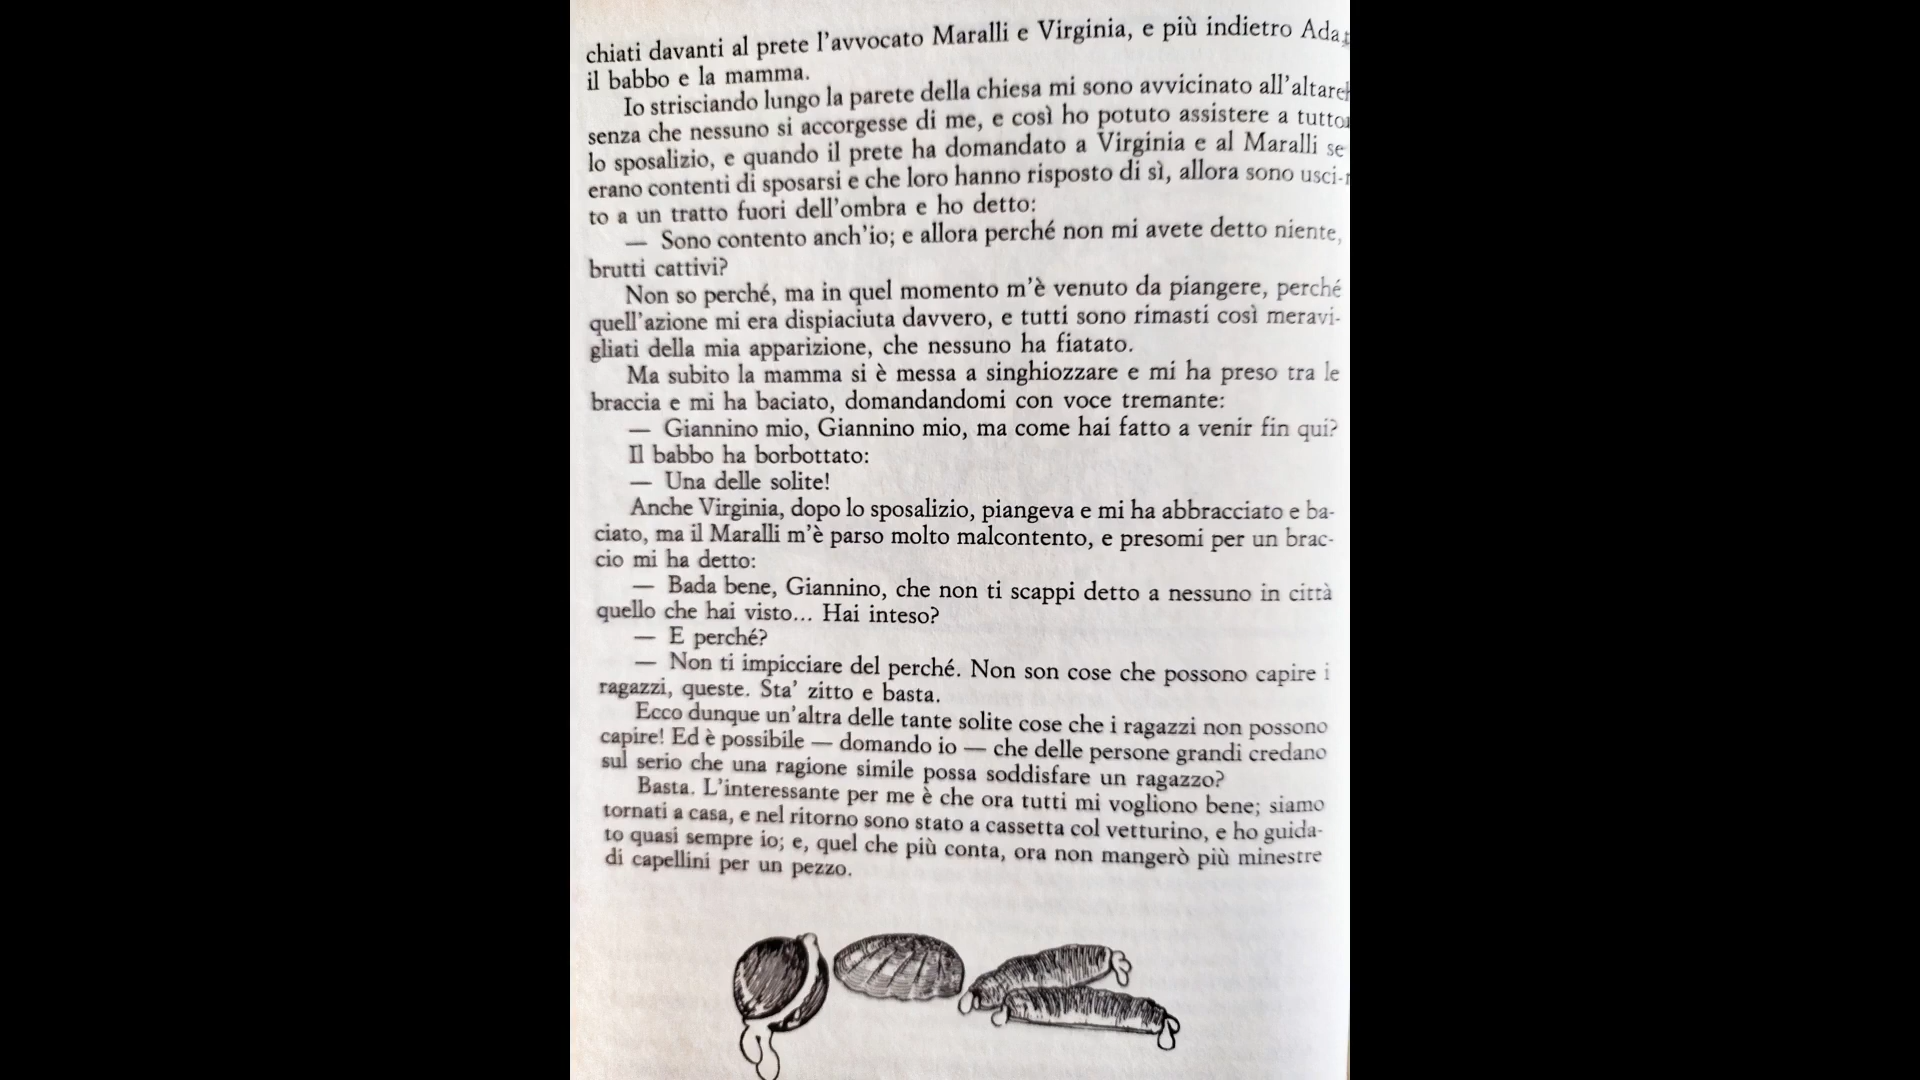 chiati davanti al prete l'avvocato Maralli e Virginia, e più indietro Ada,
il babbo e la mamma.
Io strisciando lungo la parete della chiesa mi sono avvicinato all'altare
senza che nessuno si accorgesse di me, e così ho potuto assistere a tutto
lo sposalizio, e quando il prete ha domandato a Virginia e al Maralli se
erano contenti di sposarsi e che loro hanno risposto di sì, allora sono usci-
to a un tratto fuori dell'ombra e ho detto:
— Sono contento anch'io; e allora perché non mi avete detto niente,
brutti cattivi?
Non so perché, ma in quel momento m'è venuto da piangere, perché
quell'azione mi era dispiaciuta davvero, e tutti sono rimasti così meravi-
gliati della mia apparizione, che nessuno ha fiatato.
Ma subito la mamma si è messa a singhiozzare e mi ha preso tra le
braccia e mi ha baciato, domandandomi con voce tremante:
— Giannino mio, Giannino mio, ma come hai fatto a venir fin qui?
Il babbo ha borbottato:
— Una delle solite!
Anche Virginia, dopo lo sposalizio, piangeva e mi ha abbracciato e ba-
ciato, ma il Maralli m'è parso molto malcontento, e presomi per un brac-
cio mi ha detto:
— Bada bene, Giannino, che non ti scappi detto a nessuno in città
quello che hai visto... Hai inteso?
— E perché?
— Non ti impicciare del perché. Non son cose che possono capire i
ragazzi, queste. Sta' zitto e basta.
Ecco dunque un'altra delle tante solite cose che i ragazzi non possono
capire! Ed è possibile — domando io — che delle persone grandi credano
sul serio che una ragione simile possa soddisfare un ragazzo?
Basta. L'interessante per me è che ora tutti mi vogliono bene; siamo
tornati a casa, e nel ritorno sono stato a cassetta col vetturino, e ho guida-
to quasi sempre io; e, quel che più conta, ora non mangerò più minestre
di capellini per un pezzo.